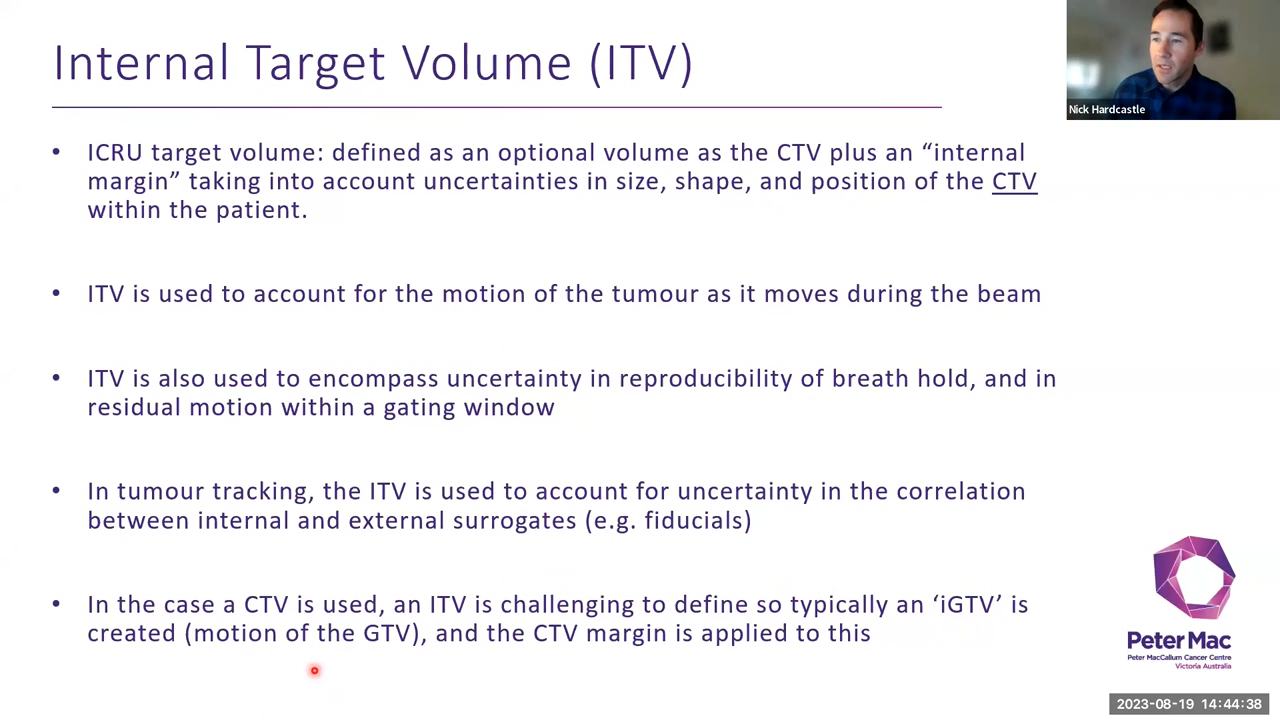 Internal Target Volume (ITV)
Nick Hardcastle
• ICRU target volume: defined as an optional volume as the CTV plus an “internal
margin” taking into account uncertainties in size, shape, and position of the CTV
within the patient.
• ITV is used to account for the motion of the tumour as it moves during the beam
• ITV is also used to encompass uncertainty in reproducibility of breath hold, and in
residual motion within a gating window
• In tumour tracking, the ITV is used to account for uncertainty in the correlation
between internal and external surrogates (e.g. fiducials)
• In the case a CTV is used, an ITV is challenging to define so typically an ‘iGTV’ is
created (motion of the GTV), and the CTV margin is applied to this
Peter Mac
Peter MacCallum Cancer Centre
Victoria Australia
2023-08-19 14:44:38